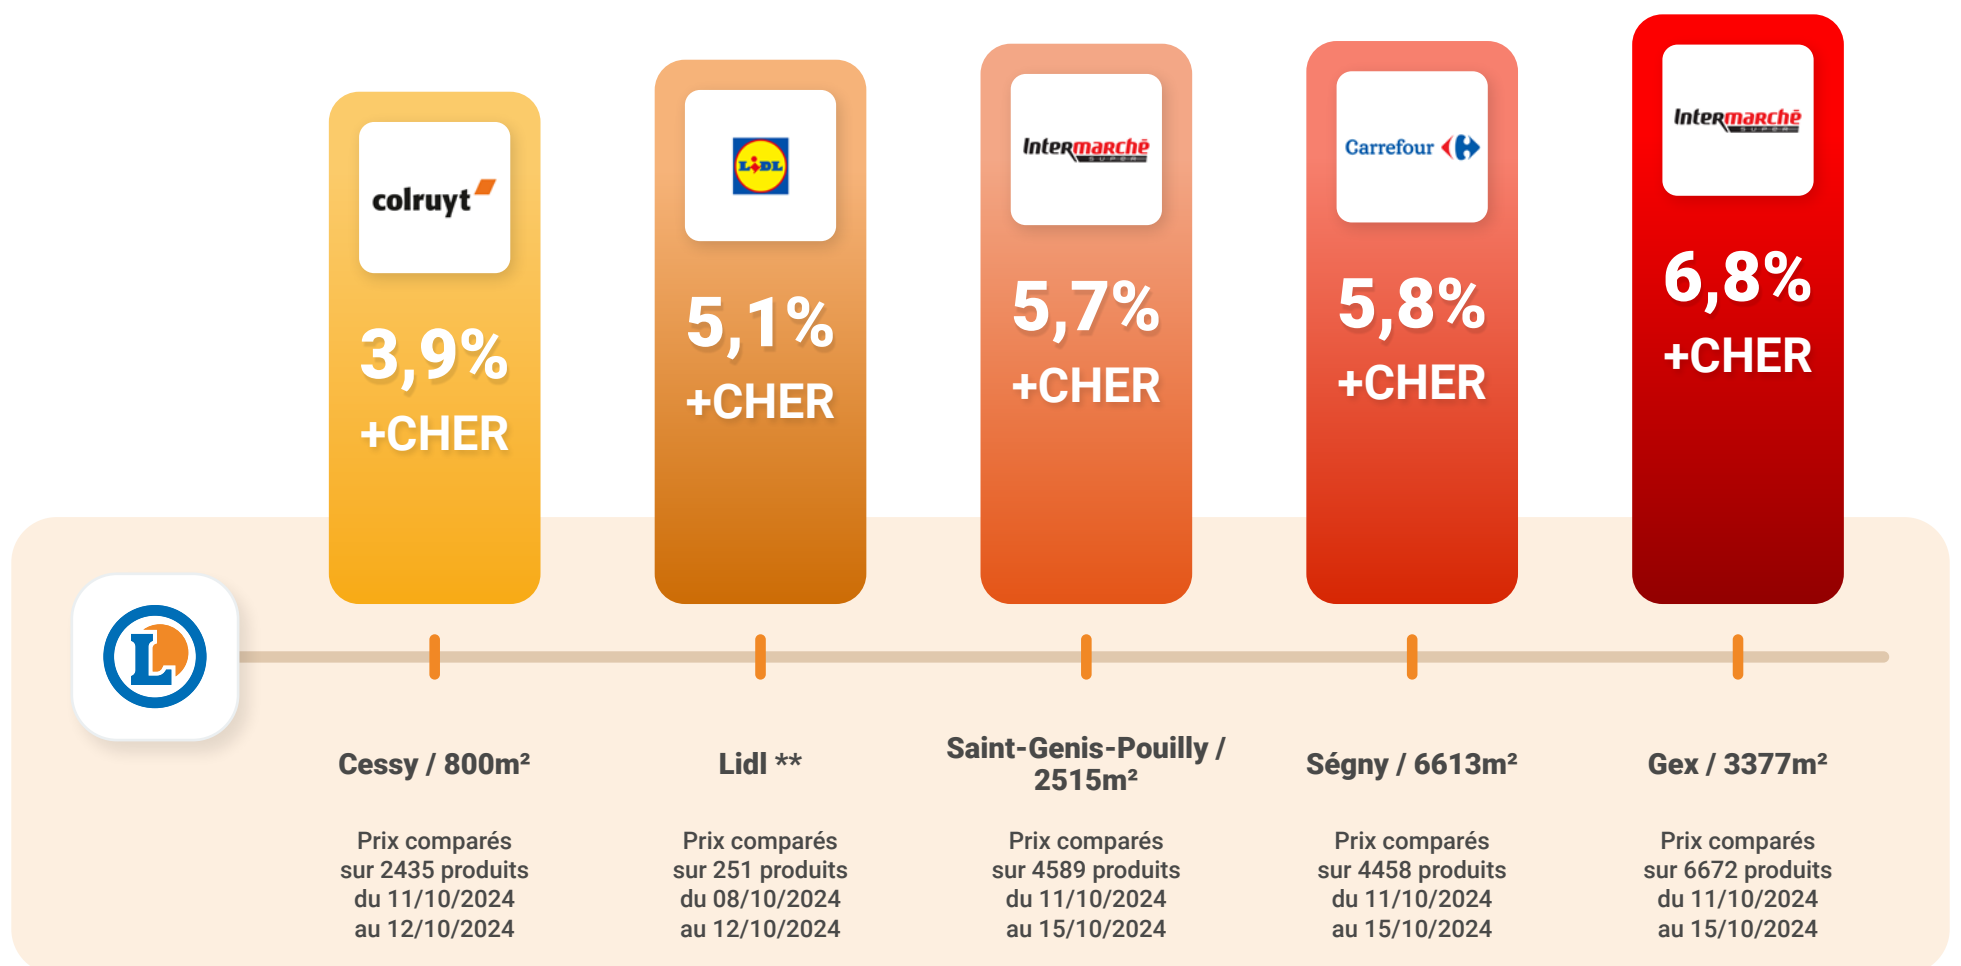 colruyt
3,9%
+CHER
LIDL
5,1%
+CHER
Intermarchē
SUPER
5,7%
+CHER
Carrefour
5,8%
+CHER
Intermarchē
SUPER
6,8%
+CHER
L
Cessy / 800m²
Prix comparés
sur 2435 produits
du 11/10/2024
au 12/10/2024
Lidl **
Prix comparés
sur 251 produits
du 08/10/2024
au 12/10/2024
Saint-Genis-Pouilly /
2515m²
Prix comparés
sur 4589 produits
du 11/10/2024
au 15/10/2024
Ségny / 6613m²
Prix comparés
sur 4458 produits
du 11/10/2024
au 15/10/2024
Gex / 3377m²
Prix comparés
sur 6672 produits
du 11/10/2024
au 15/10/2024